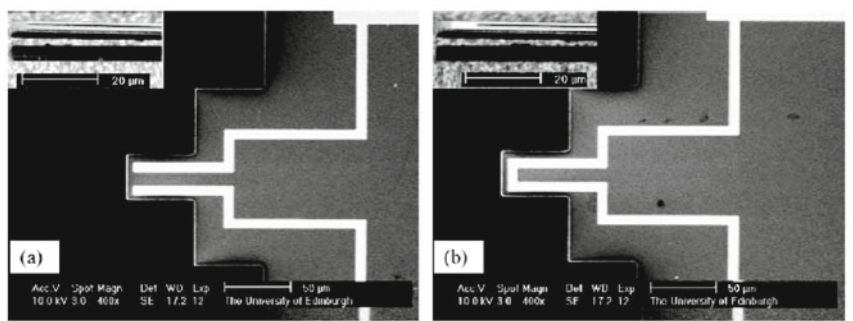 20 μm
(a)
Acc.V Spot Magn Det WD Exp 50 μm
10.0 kV 3.0 400x SE 17.2 12 The University of Edinburgh
20 μm
(b)
Acc.V Spot Magn Det WD Exp 50 μm
10.0 kV 3.0 400x SE 17.2 12 The University of Edinburgh